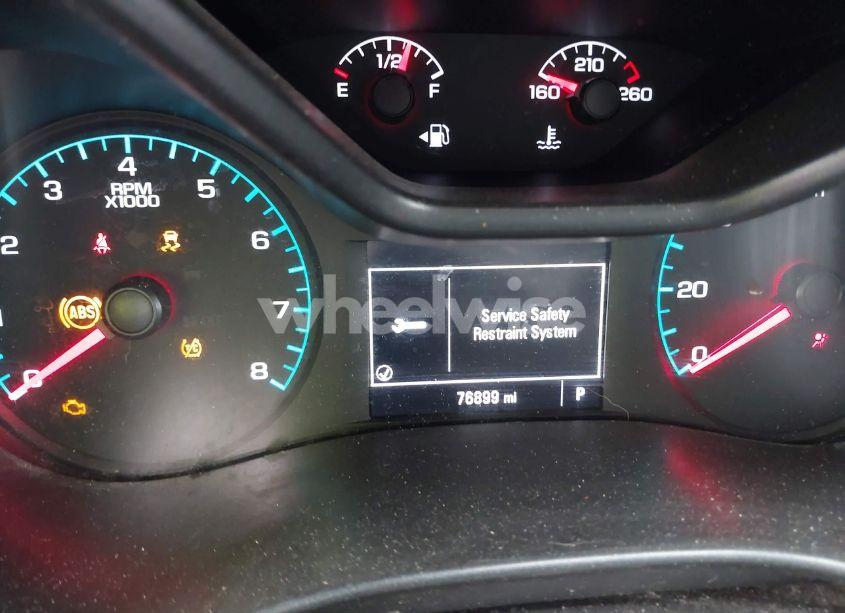 1/2
E F
210
160 260
4
3 5
RPM
X1000
2 6
ABS
1 7
T/C
0 8
wheelwise
Service Safety
Restraint System
76899 mi P
20
0